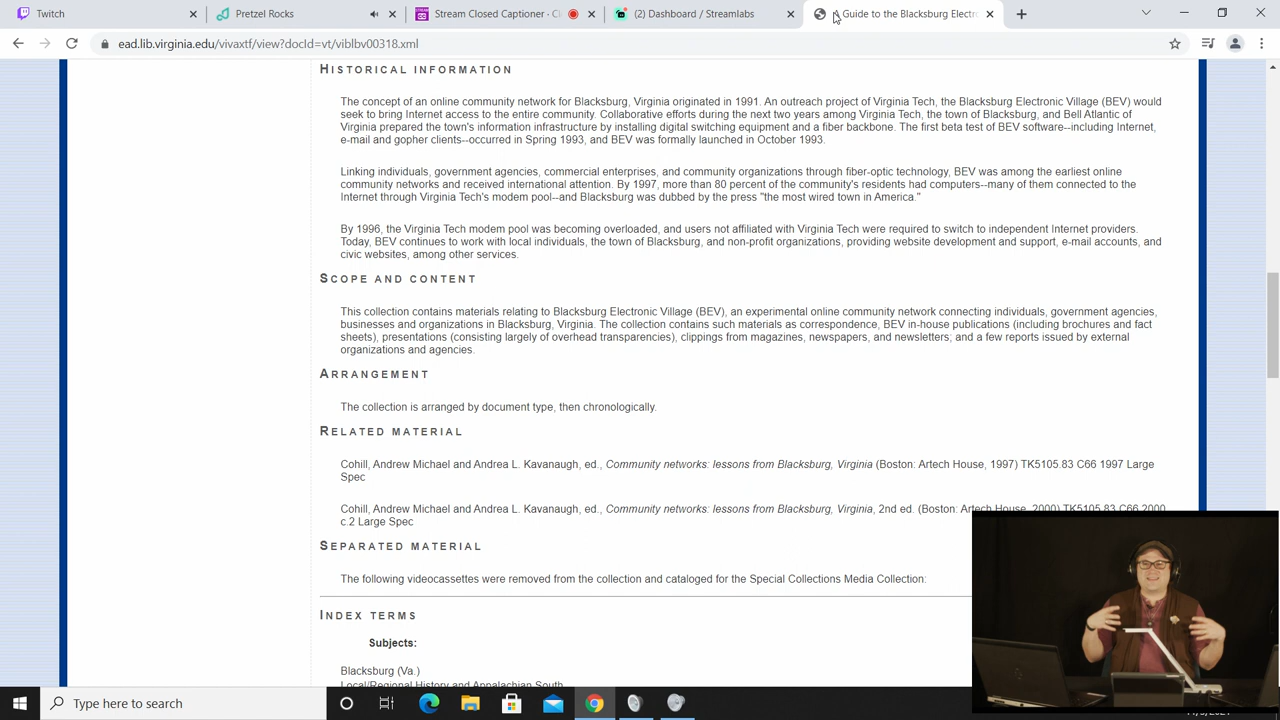 Twitch
Pretzel Rocks
Stream Closed Captioner - Cl
(2) Dashboard / Streamlabs
A Guide to the Blacksburg Electr
ead.lib.virginia.edu/vivaxtf/view?docId=vt/viblbv00318.xml
HISTORICAL INFORMATION
The concept of an online community network for Blacksburg, Virginia originated in 1991. An outreach project of Virginia Tech, the Blacksburg Electronic Village (BEV) would
seek to bring Internet access to the entire community. Collaborative efforts during the next two years among Virginia Tech, the town of Blacksburg, and Bell Atlantic of
Virginia prepared the town's information infrastructure by installing digital switching equipment and a fiber backbone. The first beta test of BEV software--including Internet,
e-mail and gopher clients--occurred in Spring 1993, and BEV was formally launched in October 1993.
Linking individuals, government agencies, commercial enterprises, and community organizations through fiber-optic technology, BEV was among the earliest online
community networks and received international attention. By 1997, more than 80 percent of the community's residents had computers--many of them connected to the
Internet through Virginia Tech's modem pool--and Blacksburg was dubbed by the press "the most wired town in America."
By 1996, the Virginia Tech modem pool was becoming overloaded, and users not affiliated with Virginia Tech were required to switch to independent Internet providers.
Today, BEV continues to work with local individuals, the town of Blacksburg, and non-profit organizations, providing website development and support, e-mail accounts, and
civic websites, among other services.
SCOPE AND CONTENT
This collection contains materials relating to Blacksburg Electronic Village (BEV), an experimental online community network connecting individuals, government agencies,
businesses and organizations in Blacksburg, Virginia. The collection contains such materials as correspondence, BEV in-house publications (including brochures and fact
sheets), presentations (consisting largely of overhead transparencies), clippings from magazines, newspapers, and newsletters; and a few reports issued by external
organizations and agencies.
ARRANGEMENT
The collection is arranged by document type, then chronologically.
RELATED MATERIAL
Cohill, Andrew Michael and Andrea L. Kavanaugh, ed., Community networks: lessons from Blacksburg, Virginia (Boston: Artech House, 1997) TK5105.83 C66 1997 Large
Spec
Cohill, Andrew Michael and Andrea L. Kavanaugh, ed., Community networks: lessons from Blacksburg, Virginia, 2nd ed. (Boston: Artech House, 2000) TK5105.83 C66 2000
c.2 Large Spec
SEPARATED MATERIAL
The following videocassettes were removed from the collection and cataloged for the Special Collections Media Collection:
INDEX TERMS
Subjects:
Blacksburg (Va.)
Local/Regional History and Appalachian South
Type here to search